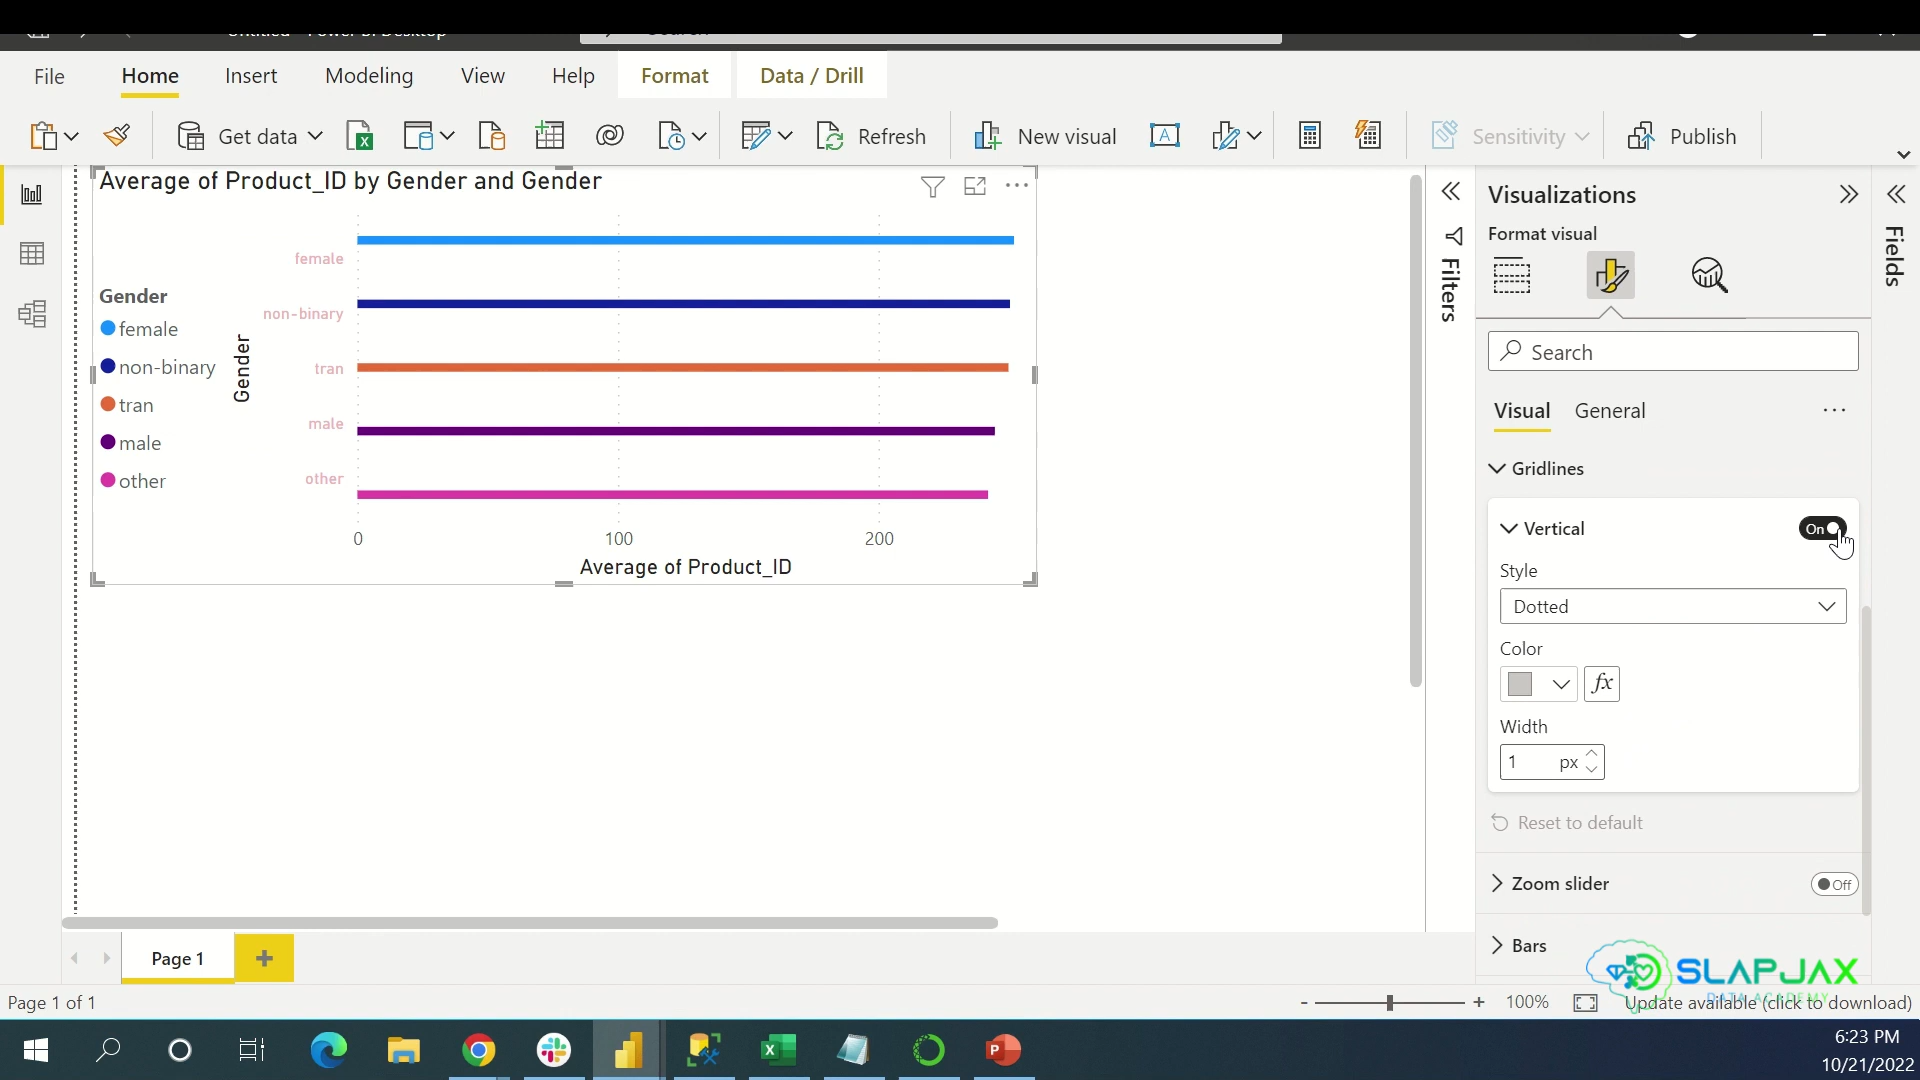 File Home Insert Modeling View Help Format Data / Drill
Get data Refresh New visual A Sensitivity Publish
Average of Product_ID by Gender and Gender
Gender
female
non-binary
tran
male
other
Gender
female
non-binary
tran
male
other
0 100 200
Average of Product_ID
Filters
Visualizations
Format visual
Search
Visual General
Gridlines
Vertical On
Style
Dotted
Color
fx
Width
1 px
Reset to default
Zoom slider Off
Bars
Fields
SLAPJAX
DATA ACADEMY
Page 1
Page 1 of 1
- + 100% Update available (click to download)
6:23 PM
10/21/2022